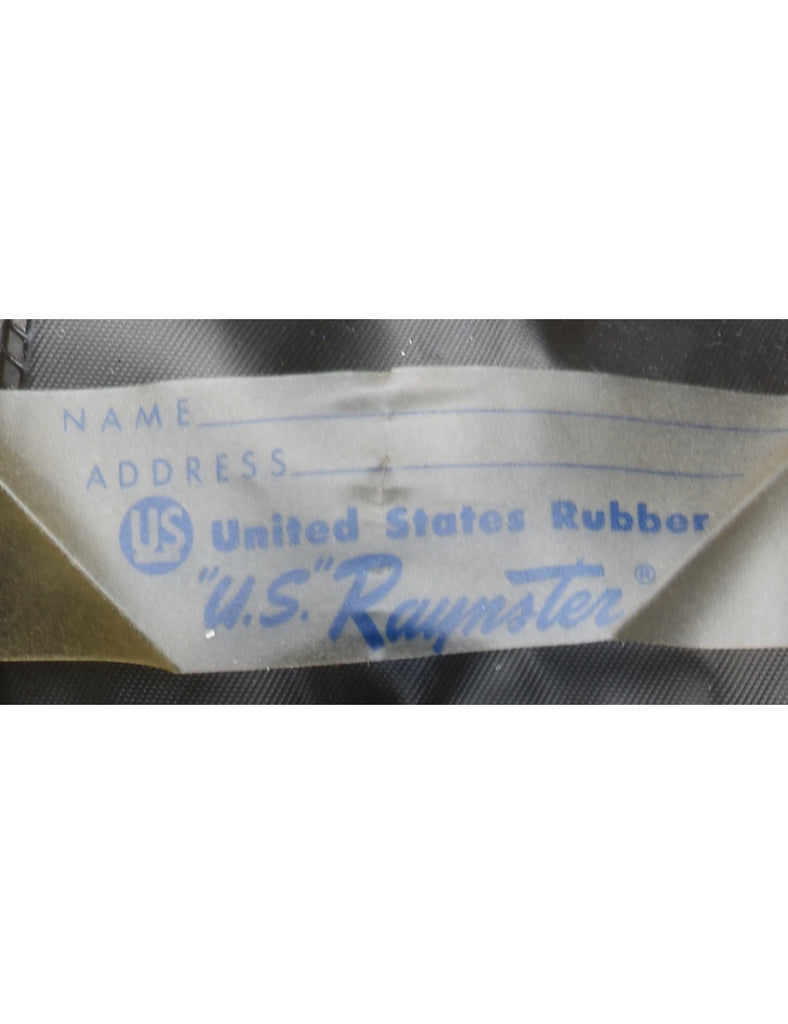 NAME
ADDRESS
US United States Rubber
"U.S." Raynster ®